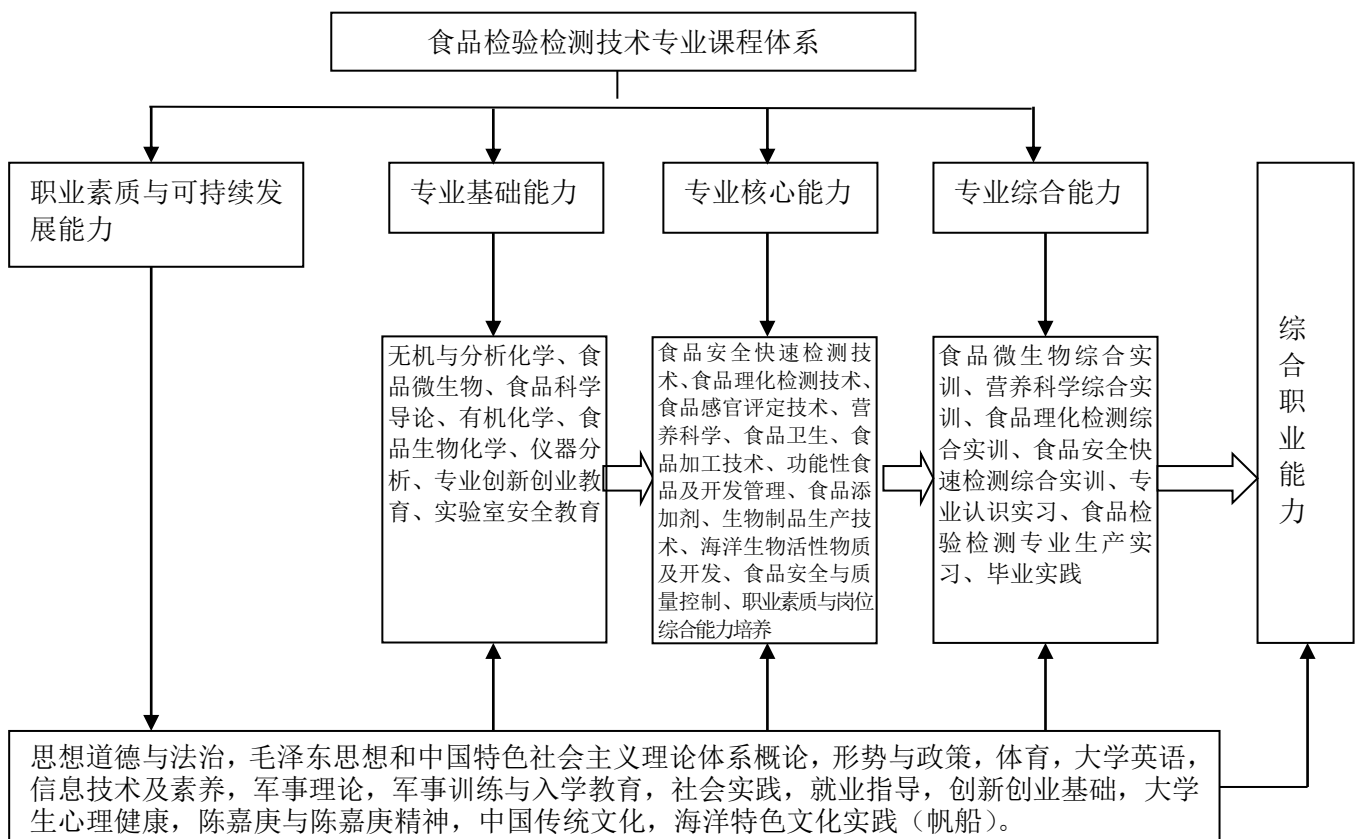 食品检验检测技术专业课程体系
职业素质与可持续发
展能力
专业基础能力
专业核心能力
专业综合能力
无机与分析化学、食
品微生物、食品科学
导论、有机化学、食
品生物化学、仪器分
析、专业创新创业教
育、实验室安全教育
食品安全快速检测技
术、食品理化检测技术、
食品感官评定技术、营
养科学、食品卫生、食
品加工技术、功能性食
品及开发管理、食品添
加剂、生物制品生产技
术、海洋生物活性物质
及开发、食品安全与质
量控制、职业素质与岗位
综合能力培养
食品微生物综合实
训、营养科学综合实
训、食品理化检测综
合实训、食品安全快
速检测综合实训、专
业认识实习、食品检
验检测专业生产实
习、毕业实践
综
合
职
业
能
力
思想道德与法治，毛泽东思想和中国特色社会主义理论体系概论，形势与政策，体育，大学英语，
信息技术及素养，军事理论，军事训练与入学教育，社会实践，就业指导，创新创业基础，大学
生心理健康，陈嘉庚与陈嘉庚精神，中国传统文化，海洋特色文化实践（帆船）。